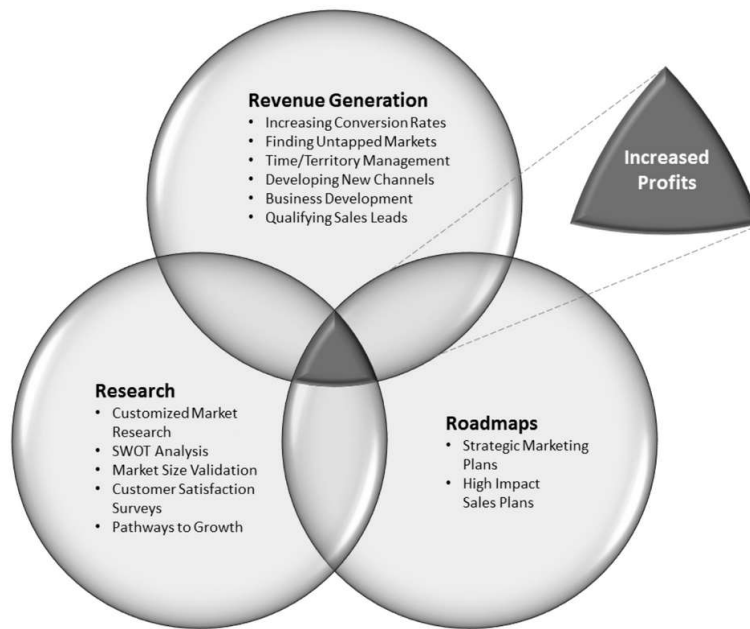 Revenue Generation
• Increasing Conversion Rates
• Finding Untapped Markets
• Time/Territory Management
• Developing New Channels
• Business Development
• Qualifying Sales Leads
Increased
Profits
Research
• Customized Market
Research
• SWOT Analysis
• Market Size Validation
• Customer Satisfaction
Surveys
• Pathways to Growth
Roadmaps
• Strategic Marketing
Plans
• High Impact
Sales Plans